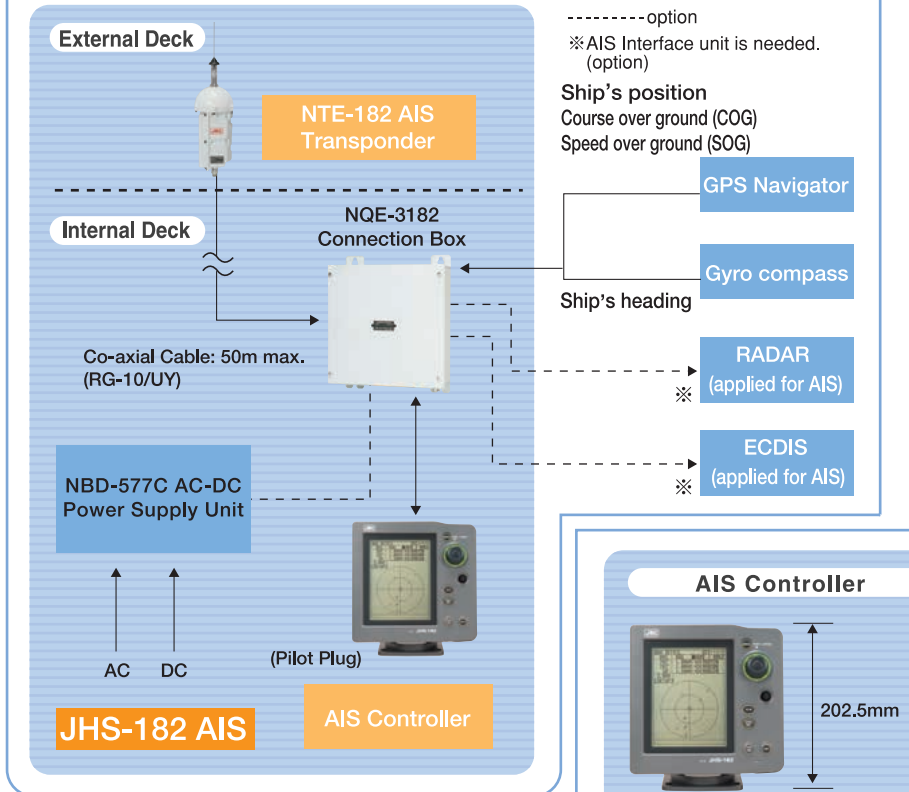 External Deck
NTE-182 AIS
Transponder
Internal Deck
NQE-3182
Connection Box
Co-axial Cable: 50m max.
(RG-10/UY)
NBD-577C AC-DC
Power Supply Unit
AC DC
(Pilot Plug)
JHS-182 AIS
AIS Controller
---------option
※AIS Interface unit is needed.
(option)
Ship's position
Course over ground (COG)
Speed over ground (SOG)
GPS Navigator
Gyro compass
Ship's heading
RADAR
(applied for AIS)
※
ECDIS
(applied for AIS)
※
AIS Controller
JHS-182
202.5mm